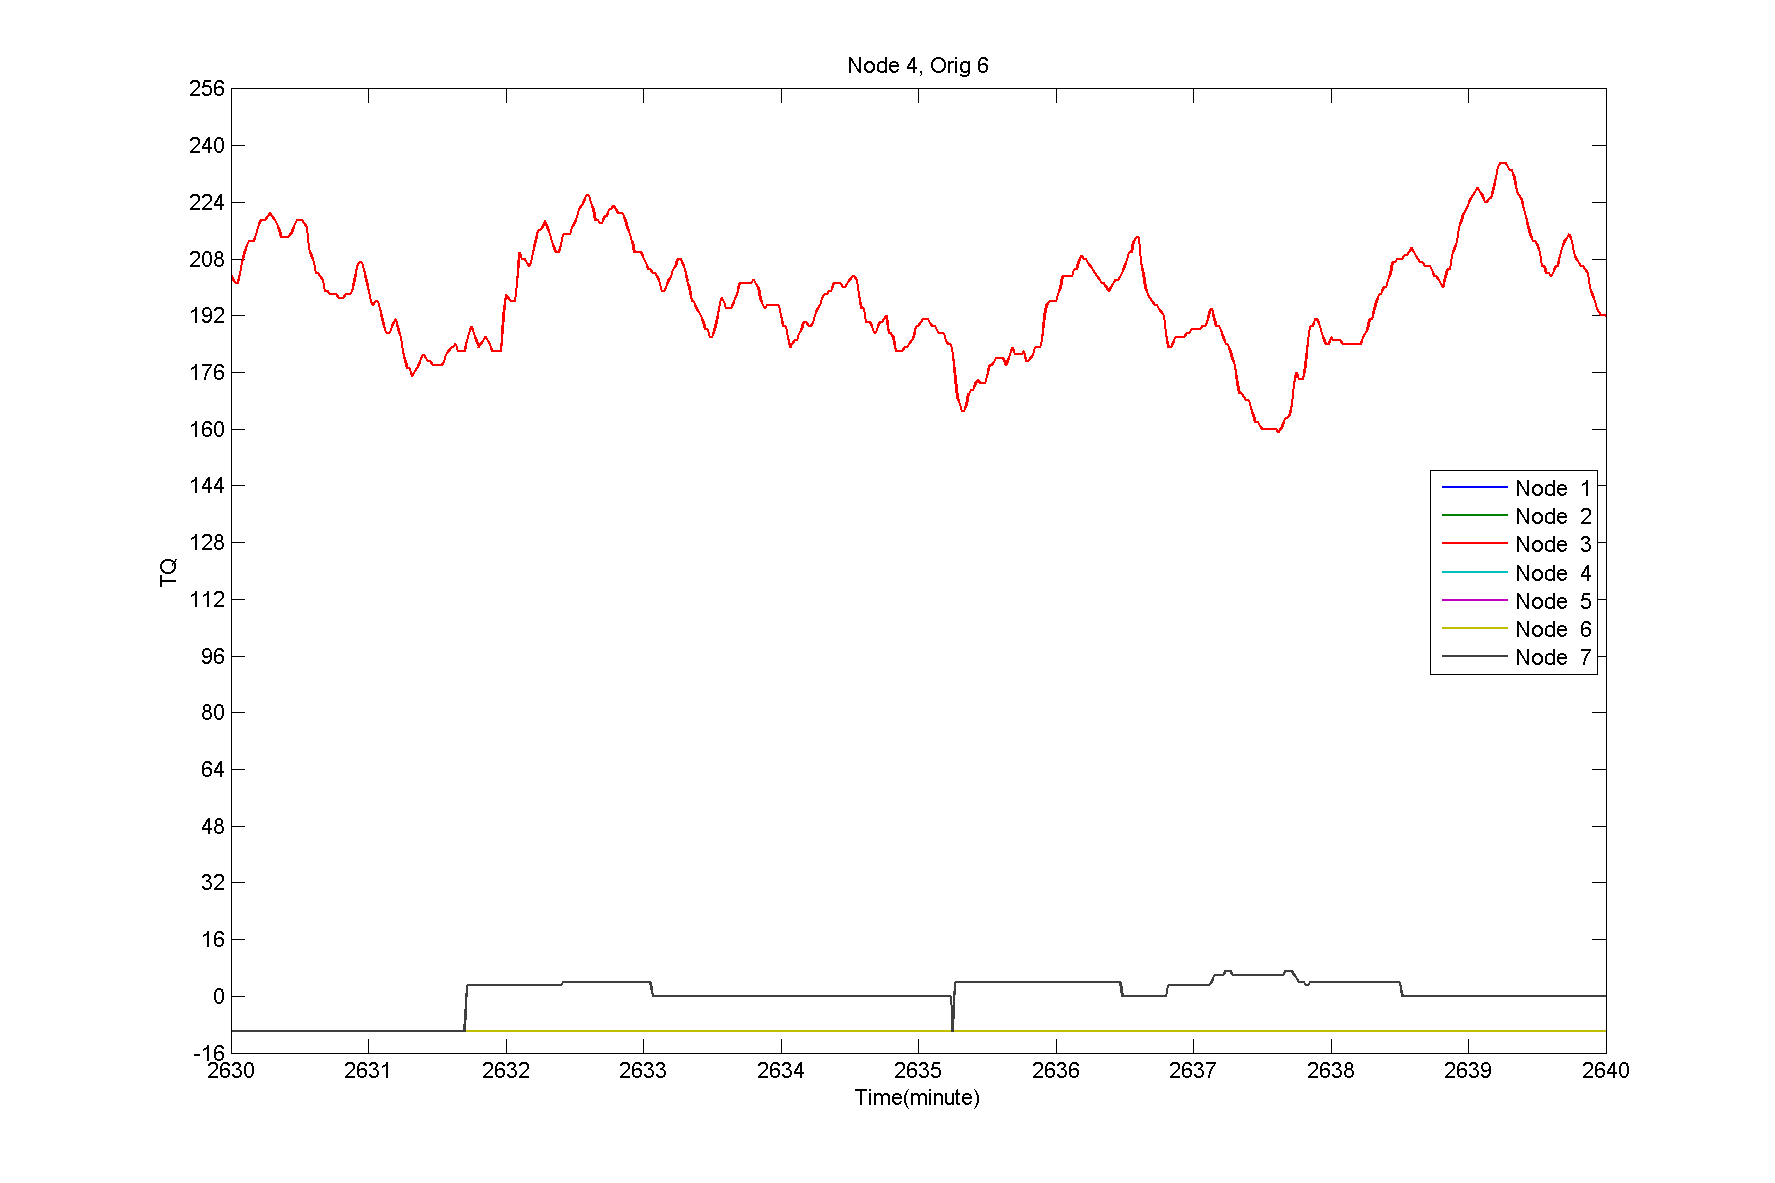 Node 4, Orig 6
256
240
224
208
192
176
160
144
128
112
96
80
64
48
32
16
0
-16
TQ
Node 1
Node 2
Node 3
Node 4
Node 5
Node 6
Node 7
2630 2631 2632 2633 2634 2635 2636 2637 2638 2639 2640
Time(minute)